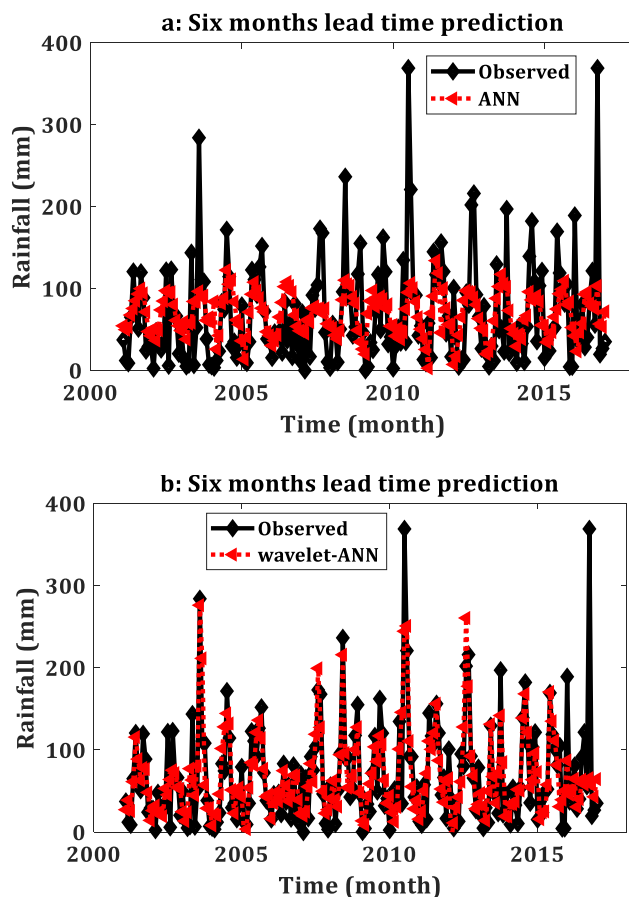 a: Six months lead time prediction
400
300
200
100
0
Rainfall (mm)
Observed
ANN
2000 2005 2010 2015
Time (month)
b: Six months lead time prediction
400
300
200
100
0
Rainfall (mm)
Observed
wavelet-ANN
2000 2005 2010 2015
Time (month)